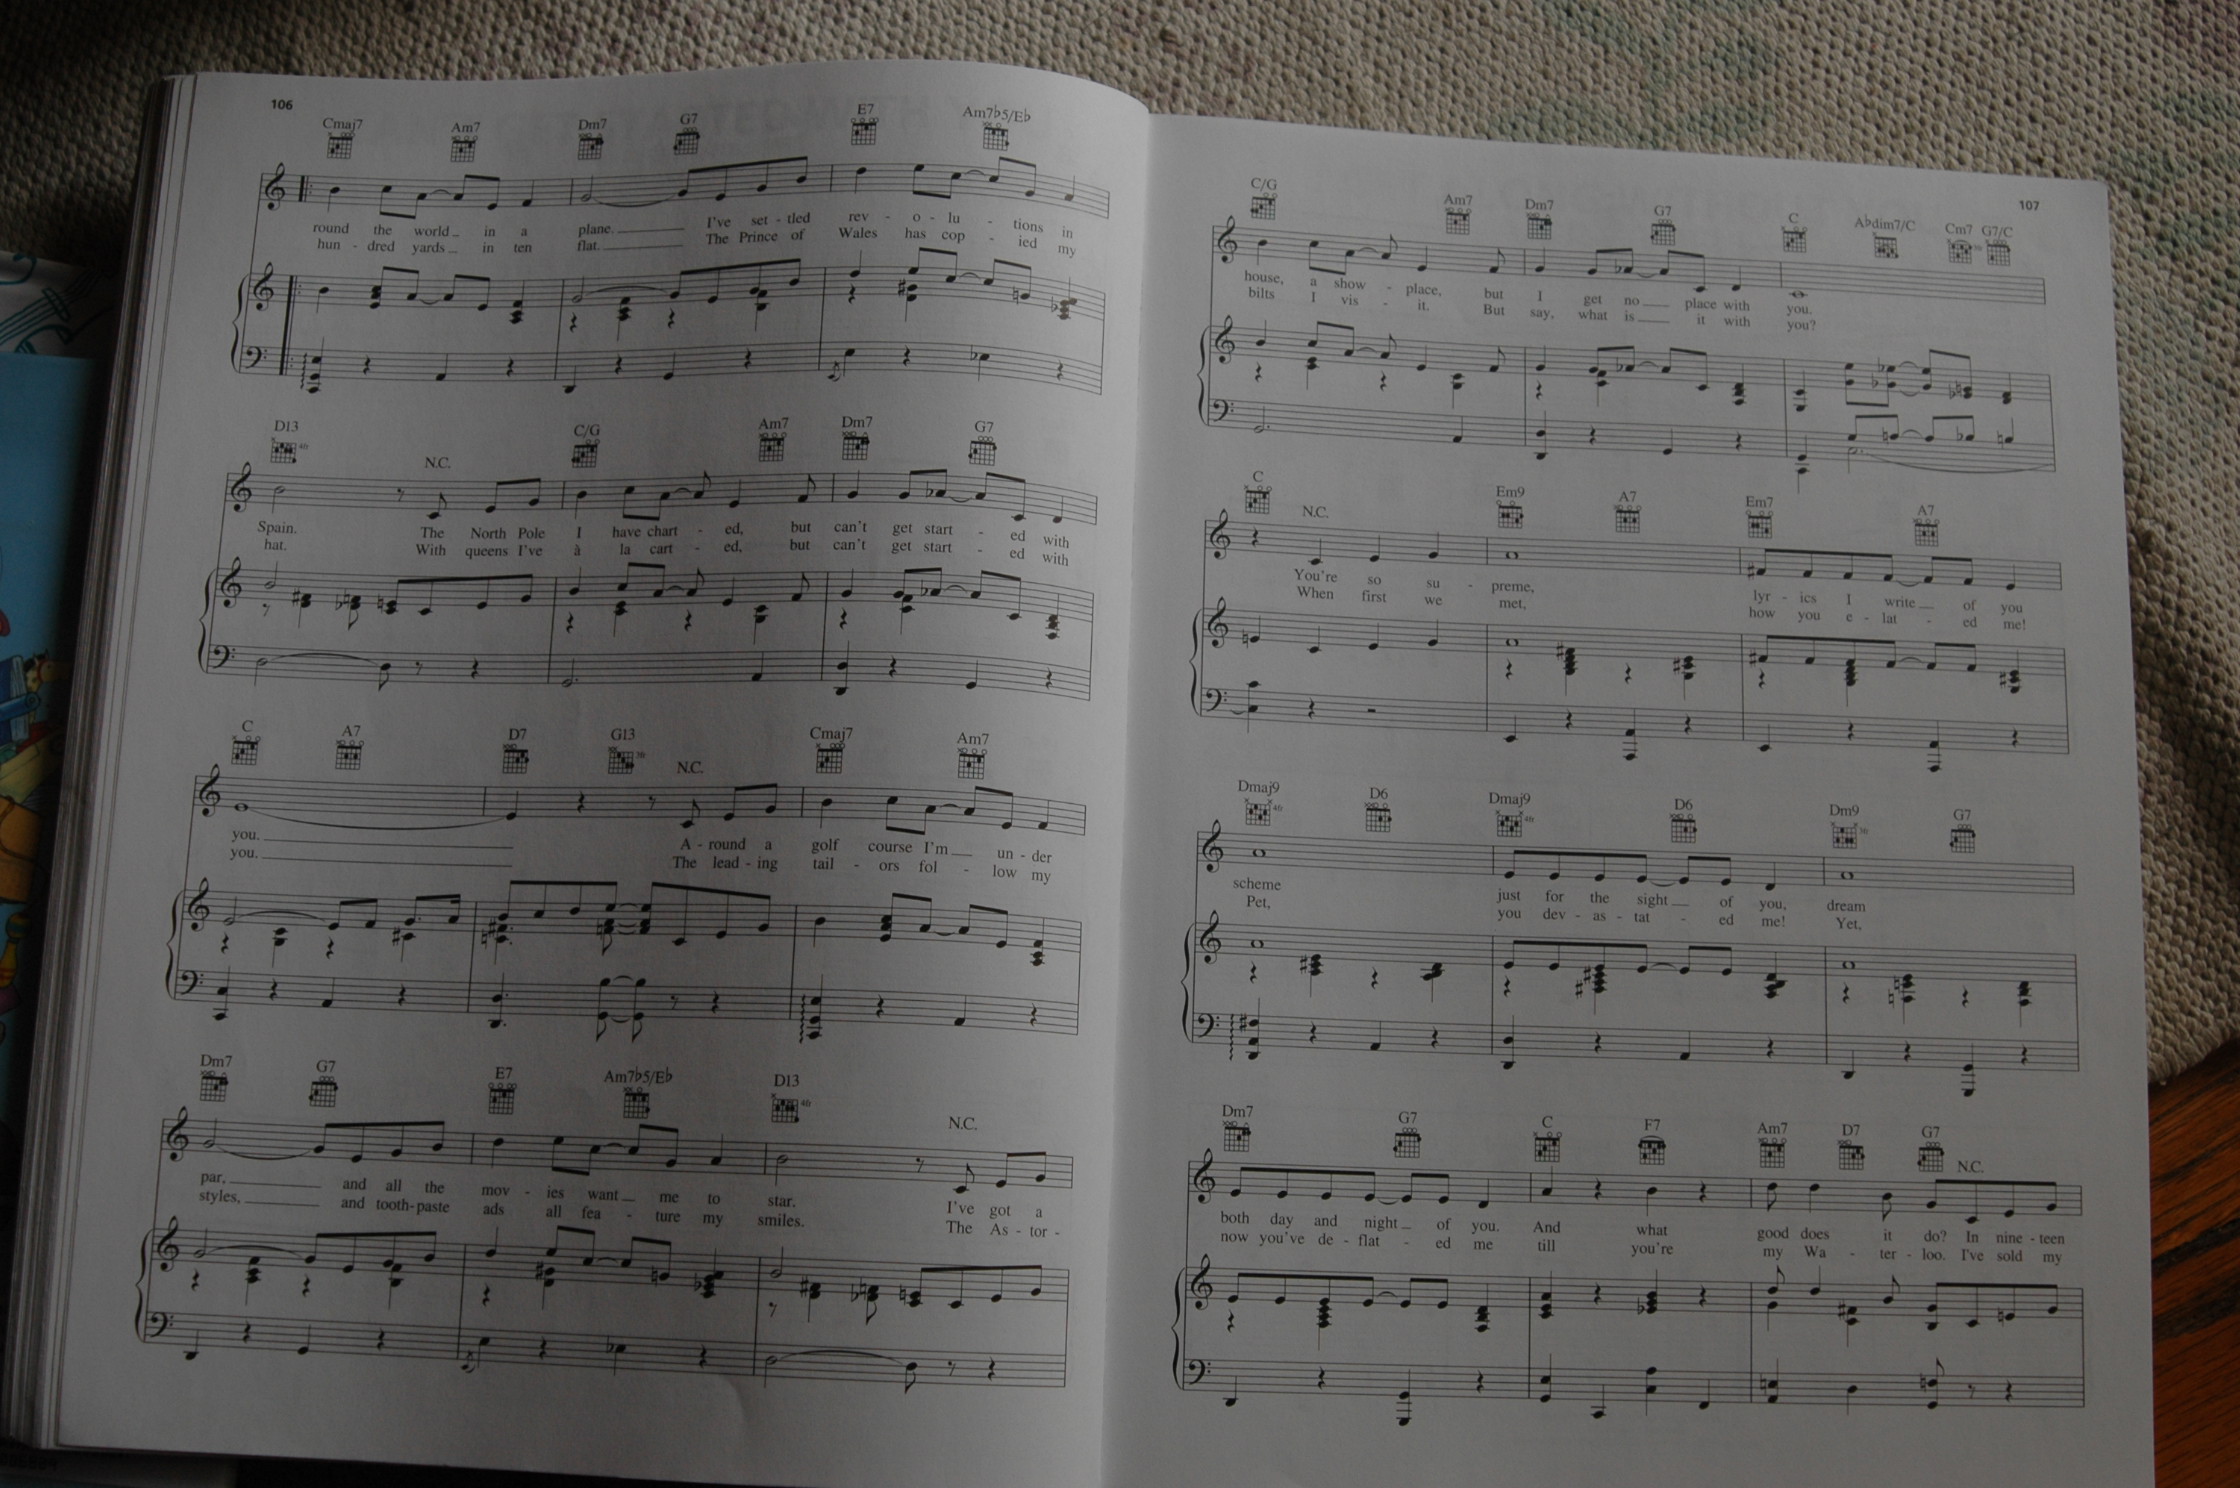 106
Cmaj7 Am7 Dm7 G7 E7 Am7♭5/E♭
round the world in a plane. I've set - tled rev - o - lu - tions in
hun - dred yards in ten flat. The Prince of Wales has cop - ied my
D13 N.C. C/G Am7 Dm7 G7
4fr
Spain. The North Pole I have chart - ed, but can't get start - ed with
hat. With queens I've à la cart - ed, but can't get start - ed with
C A7 D7 G13 N.C. Cmaj7 Am7
3fr
you. A - round a golf course I'm un - der
you. The lead - ing tail - ors fol - low my
Dm7 G7 E7 Am7♭5/E♭ D13 N.C.
4fr
par, and all the mov - ies want me to star. I've got a
styles, and tooth - paste ads all fea - ture my smiles. The As - tor -
107
C/G Am7 Dm7 G7 C A♭dim7/C Cm7 G7/C
3fr
house, a show - place, but I get no place with you.
bilts I vis - it. But say, what is it with you?
C N.C. Em9 A7 Em7 A7
You're so su - preme, lyr - ics I write of you
When first we met, how you e - lat - ed me!
Dmaj9 D6 Dmaj9 D6 Dm9 G7
4fr 4fr 3fr
scheme just for the sight of you, dream
Pet, you dev - as - tat - ed me! Yet,
Dm7 G7 C F7 Am7 D7 G7 N.C.
both day and night of you. And what good does it do? In nine - teen
now you've de - flat - ed me till you're my Wa - ter - loo. I've sold my